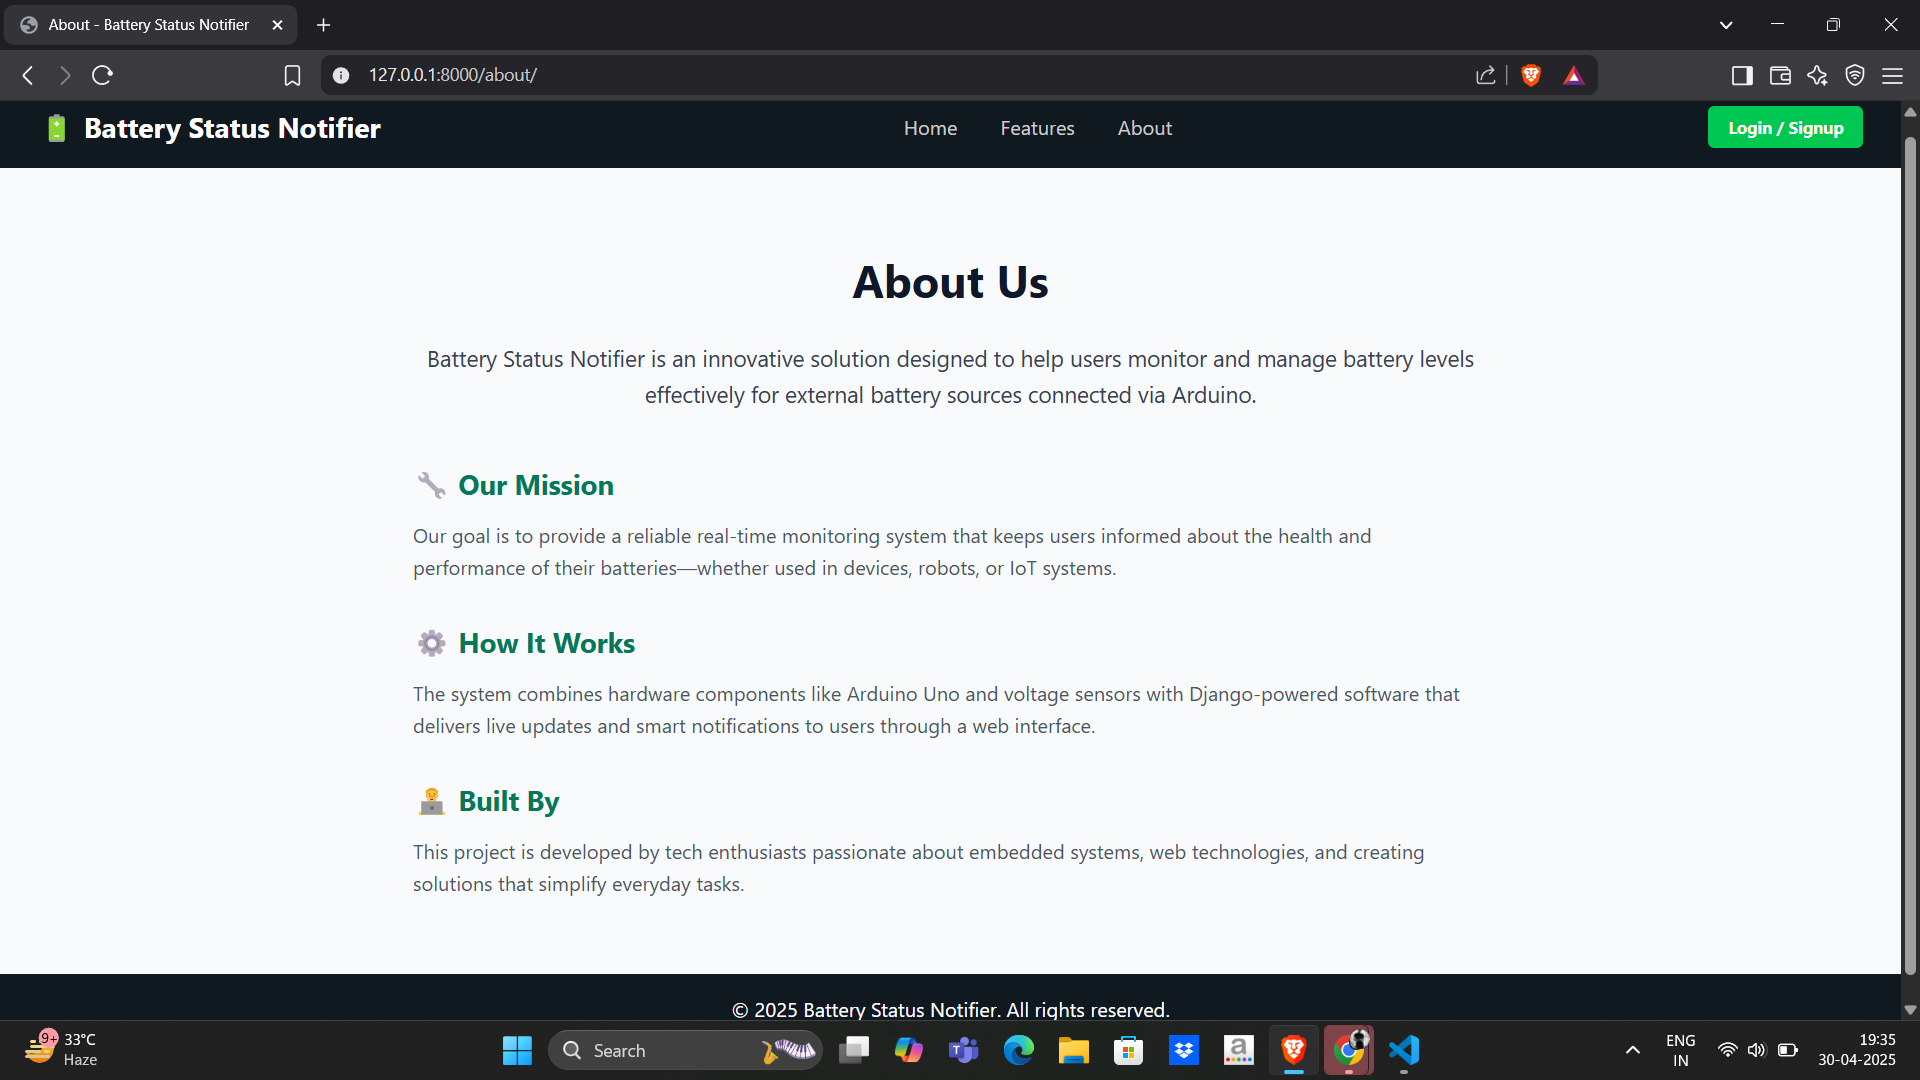 About - Battery Status Notifier
127.0.0.1:8000/about/
Battery Status Notifier
Home
Features
About
Login / Signup
About Us
Battery Status Notifier is an innovative solution designed to help users monitor and manage battery levels
effectively for external battery sources connected via Arduino.
Our Mission
Our goal is to provide a reliable real-time monitoring system that keeps users informed about the health and
performance of their batteries—whether used in devices, robots, or IoT systems.
How It Works
The system combines hardware components like Arduino Uno and voltage sensors with Django-powered software that
delivers live updates and smart notifications to users through a web interface.
Built By
This project is developed by tech enthusiasts passionate about embedded systems, web technologies, and creating
solutions that simplify everyday tasks.
© 2025 Battery Status Notifier. All rights reserved.
9+
33°C
Haze
Search
ENG
IN
19:35
30-04-2025